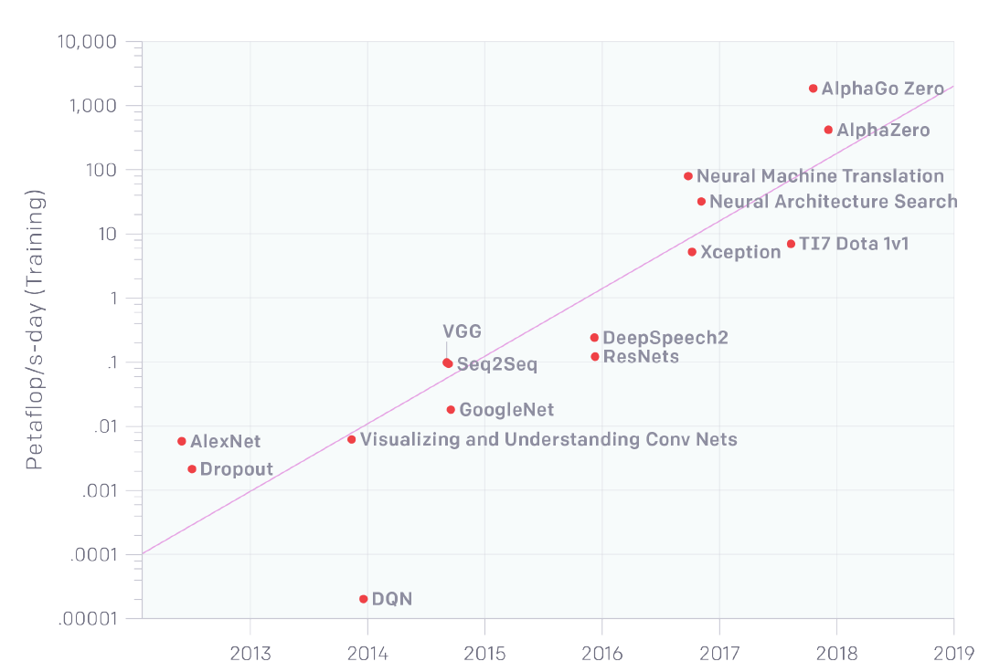 10,000
1,000
100
10
1
.1
.01
.001
.0001
.00001
Petaflop/s-day (Training)
AlphaGo Zero
AlphaZero
Neural Machine Translation
Neural Architecture Search
TI7 Dota 1v1
Xception
VGG
DeepSpeech2
ResNets
Seq2Seq
GoogleNet
Visualizing and Understanding Conv Nets
AlexNet
Dropout
DQN
2013
2014
2015
2016
2017
2018
2019